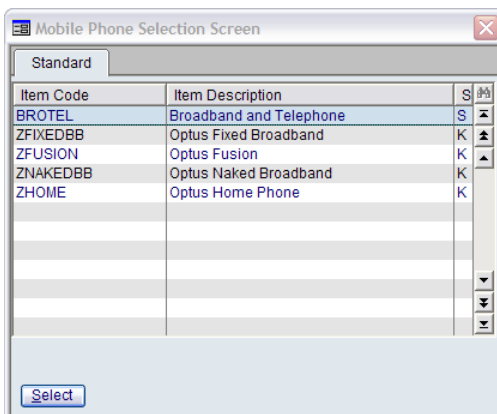 Mobile Phone Selection Screen
Standard
Item Code Item Description S
BROTEL Broadband and Telephone S
ZFIXEDBB Optus Fixed Broadband K
ZFUSION Optus Fusion K
ZNAKEDBB Optus Naked Broadband K
ZHOME Optus Home Phone K
Select